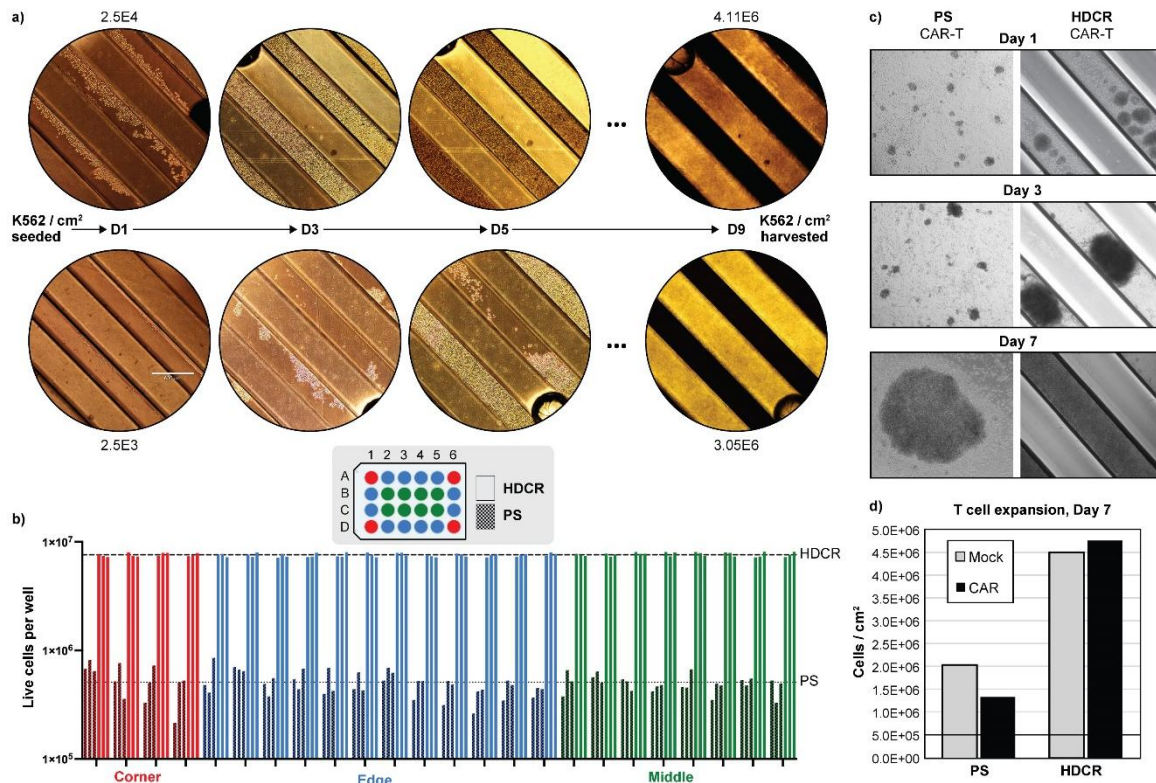 a)
2.5E4
4.11E6
...
K562 / cm²
seeded
D1
D3
D5
D9
K562 / cm²
harvested
...
2.5E3
3.05E6
c)
PS
CAR-T
HDCR
CAR-T
Day 1
Day 3
Day 7
1 2 3 4 5 6
A
B
C
D
HDCR
PS
b)
Live cells per well
1×10⁷
1×10⁶
1×10⁵
HDCR
PS
Corner
Edge
Middle
d)
T cell expansion, Day 7
Cells / cm²
5.0E+06
4.5E+06
4.0E+06
3.5E+06
3.0E+06
2.5E+06
2.0E+06
1.5E+06
1.0E+06
5.0E+05
0.0E+00
Mock
CAR
PS
HDCR